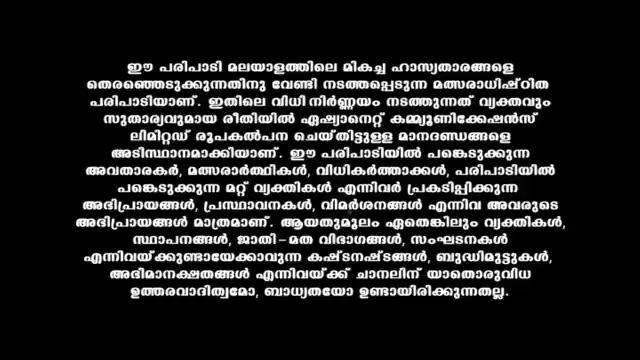 ഈ പരിപാടി മലയാളത്തിലെ മികച്ച ഹാസ്യതാരങ്ങളെ
തെരഞ്ഞെടുക്കുന്നതിനു വേണ്ടി നടത്തപ്പെടുന്ന മത്സരാധിഷ്ഠിത
പരിപാടിയാണ്. ഇതിലെ വിധി നിർണ്ണയം നടത്തുന്നത് വ്യക്തവും
സുതാര്യവുമായ രീതിയിൽ ഏഷ്യാനെറ്റ് കമ്മ്യൂണിക്കേഷൻസ്
ലിമിറ്റഡ് രൂപകൽപന ചെയ്തിട്ടുള്ള മാനദണ്ഡങ്ങളെ
അടിസ്ഥാനമാക്കിയാണ്. ഈ പരിപാടിയിൽ പങ്കെടുക്കുന്ന
അവതാരകർ, മത്സരാർത്ഥികൾ, വിധികർത്താക്കൾ, പരിപാടിയിൽ
പങ്കെടുക്കുന്ന മറ്റ് വ്യക്തികൾ എന്നിവർ പ്രകടിപ്പിക്കുന്ന
അഭിപ്രായങ്ങൾ, പ്രസ്ഥാവനകൾ, വിമർശനങ്ങൾ എന്നിവ അവരുടെ
അഭിപ്രായങ്ങൾ മാത്രമാണ്. ആയതുമൂലം ഏതെങ്കിലും വ്യക്തികൾ,
സ്ഥാപനങ്ങൾ, ജാതി-മത വിഭാഗങ്ങൾ, സംഘടനകൾ
എന്നിവയ്ക്കുണ്ടായേക്കാവുന്ന കഷ്ടനഷ്ടങ്ങൾ, ബുദ്ധിമുട്ടുകൾ,
അഭിമാനക്ഷതങ്ങൾ എന്നിവയ്ക്ക് ചാനലിന് യാതൊരുവിധ
ഉത്തരവാദിത്വമോ, ബാധ്യതയോ ഉണ്ടായിരിക്കുന്നതല്ല.